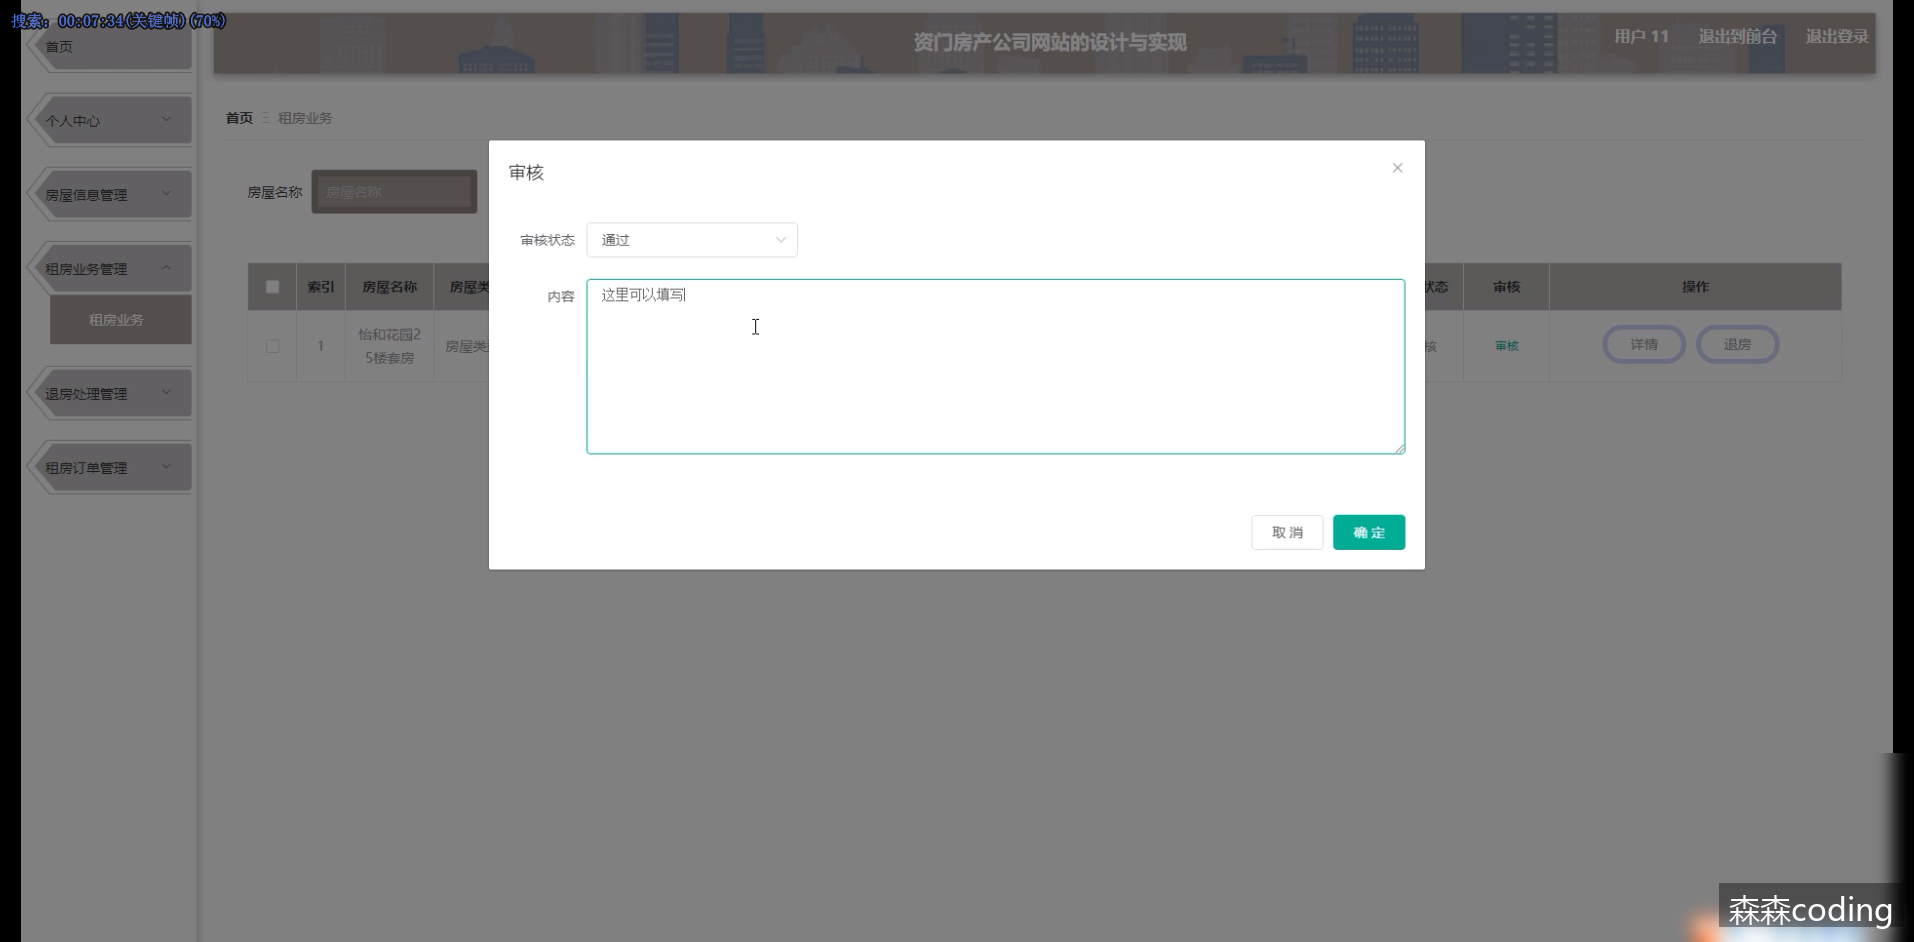 搜索: 00:07:34(关键帧)(70%)
首页
个人中心
房屋信息管理
租房业务管理
租房业务
退房处理管理
租房订单管理
资门房产公司网站的设计与实现
用户 11 退出到前台 退出登录
首页 租房业务
房屋名称 房屋名称
索引 房屋名称 房屋类 状态 审核 操作
1 怡和花园2
5楼套房
房屋类 核 审核 详情 退房
审核
审核状态 通过
内容 这里可以填写
取消 确定
森森coding